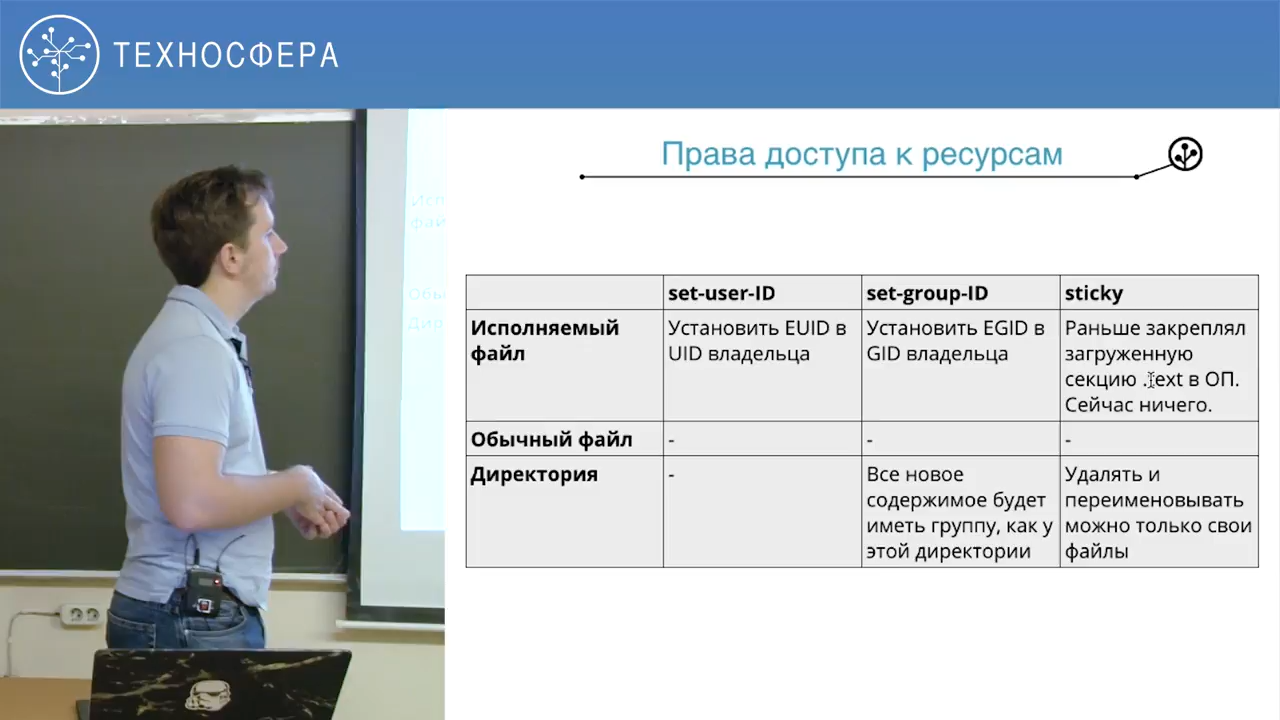 ТЕХНОСФЕРА
Права доступа к ресурсам
set-user-ID
set-group-ID
sticky
Исполняемый
файл
Установить EUID в
UID владельца
Установить EGID в
GID владельца
Раньше закреплял
загруженную
секцию .text в ОП.
Сейчас ничего.
Обычный файл
-
-
-
Директория
-
Все новое
содержимое будет
иметь группу, как у
этой директории
Удалять и
переименовывать
можно только свои
файлы